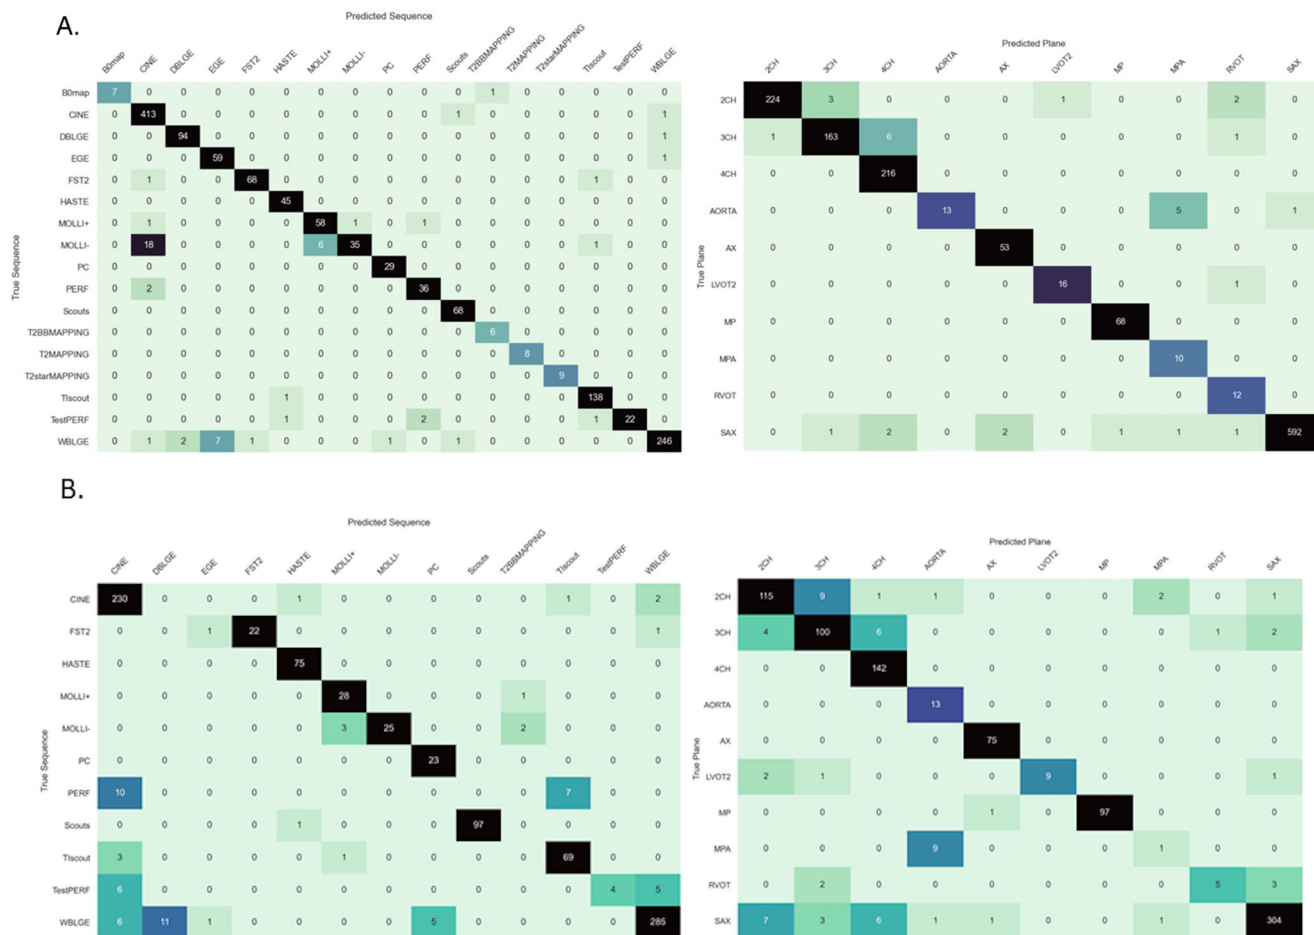 A.
Predicted Sequence
B0map CINE DBLGE EGE FST2 HASTE MOLLI+ MOLLI- PC PERF Scouts T2BBMAPPING T2MAPPING T2starMAPPING TIscout TestPERF WBLGE
True Sequence
B0map 7 0 0 0 0 0 0 0 0 0 0 1 0 0 0 0 0
CINE 0 413 0 0 0 0 0 0 0 0 1 0 0 0 0 0 1
DBLGE 0 0 94 0 0 0 0 0 0 0 0 0 0 0 0 0 1
EGE 0 0 0 59 0 0 0 0 0 0 0 0 0 0 0 0 1
FST2 0 1 0 0 68 0 0 0 0 0 0 0 0 0 1 0 0
HASTE 0 0 0 0 0 45 0 0 0 0 0 0 0 0 0 0 0
MOLLI+ 0 1 0 0 0 0 58 1 0 1 0 0 0 0 0 0 0
MOLLI- 0 18 0 0 0 0 6 35 0 0 0 0 0 0 1 0 0
PC 0 0 0 0 0 0 0 0 29 0 0 0 0 0 0 0 0
PERF 0 2 0 0 0 0 0 0 0 36 0 0 0 0 0 0 0
Scouts 0 0 0 0 0 0 0 0 0 0 68 0 0 0 0 0 0
T2BBMAPPING 0 0 0 0 0 0 0 0 0 0 0 6 0 0 0 0 0
T2MAPPING 0 0 0 0 0 0 0 0 0 0 0 0 8 0 0 0 0
T2starMAPPING 0 0 0 0 0 0 0 0 0 0 0 0 0 9 0 0 0
TIscout 0 0 0 0 0 1 0 0 0 0 0 0 0 0 138 0 0
TestPERF 0 0 0 0 0 1 0 0 0 2 0 0 0 0 1 22 0
WBLGE 0 1 2 7 1 0 0 0 1 0 1 0 0 0 0 0 246
Predicted Plane
2CH 3CH 4CH AORTA AX LVOT2 MP MPA RVOT SAX
True Plane
2CH 224 3 0 0 0 1 0 0 2 0
3CH 1 163 6 0 0 0 0 0 1 0
4CH 0 0 216 0 0 0 0 0 0 0
AORTA 0 0 0 13 0 0 0 5 0 1
AX 0 0 0 0 53 0 0 0 0 0
LVOT2 0 0 0 0 0 16 0 0 1 0
MP 0 0 0 0 0 0 68 0 0 0
MPA 0 0 0 0 0 0 0 10 0 0
RVOT 0 0 0 0 0 0 0 0 12 0
SAX 0 1 2 0 2 0 1 1 1 592
B.
Predicted Sequence
CINE DBLGE EGE FST2 HASTE MOLLI+ MOLLI- PC Scouts T2BBMAPPING TIscout TestPERF WBLGE
True Sequence
CINE 230 0 0 0 1 0 0 0 0 0 1 0 2
FST2 0 0 1 22 0 0 0 0 0 0 0 0 1
HASTE 0 0 0 0 75 0 0 0 0 0 0 0 0
MOLLI+ 0 0 0 0 0 28 0 0 0 1 0 0 0
MOLLI- 0 0 0 0 0 3 25 0 0 2 0 0 0
PC 0 0 0 0 0 0 0 23 0 0 0 0 0
PERF 10 0 0 0 0 0 0 0 0 0 7 0 0
Scouts 0 0 0 0 1 0 0 0 97 0 0 0 0
TIscout 3 0 0 0 0 1 0 0 0 0 69 0 0
TestPERF 6 0 0 0 0 0 0 0 0 0 0 4 5
WBLGE 6 11 1 0 0 0 0 5 0 0 0 0 285
Predicted Plane
2CH 3CH 4CH AORTA AX LVOT2 MP MPA RVOT SAX
True Plane
2CH 115 9 1 1 0 0 0 2 0 1
3CH 4 100 6 0 0 0 0 0 1 2
4CH 0 0 142 0 0 0 0 0 0 0
AORTA 0 0 0 13 0 0 0 0 0 0
AX 0 0 0 0 75 0 0 0 0 0
LVOT2 2 1 0 0 0 9 0 0 0 1
MP 0 0 0 0 1 0 97 0 0 0
MPA 0 0 0 9 0 0 0 1 0 0
RVOT 0 2 0 0 0 0 0 0 5 3
SAX 7 3 6 1 1 0 0 1 0 304